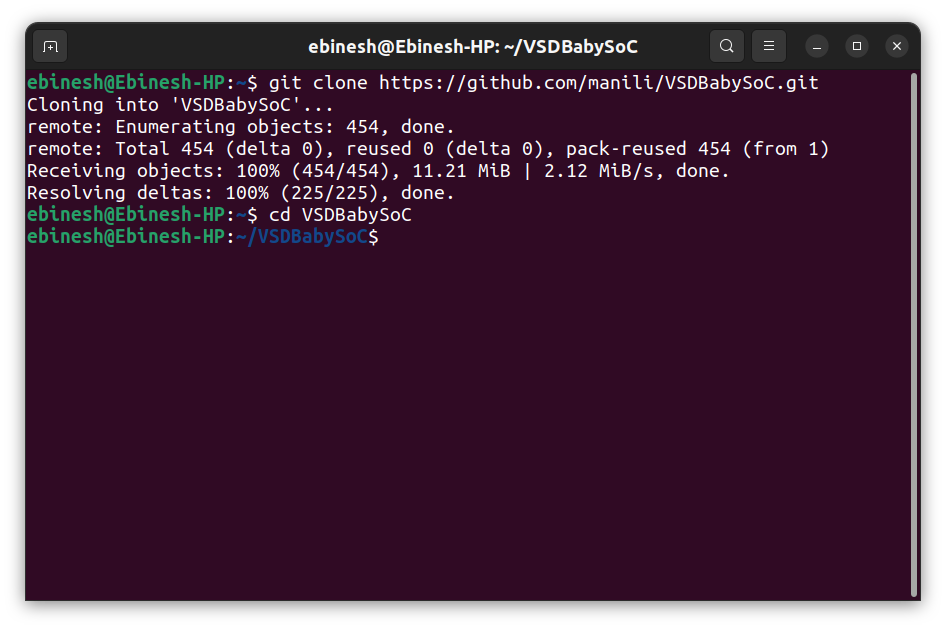 ebinesh@Ebinesh-HP: ~/VSDBabySoC
ebinesh@Ebinesh-HP:~$ git clone https://github.com/manili/VSDBabySoC.git
Cloning into 'VSDBabySoC'...
remote: Enumerating objects: 454, done.
remote: Total 454 (delta 0), reused 0 (delta 0), pack-reused 454 (from 1)
Receiving objects: 100% (454/454), 11.21 MiB | 2.12 MiB/s, done.
Resolving deltas: 100% (225/225), done.
ebinesh@Ebinesh-HP:~$ cd VSDBabySoC
ebinesh@Ebinesh-HP:~/VSDBabySoC$